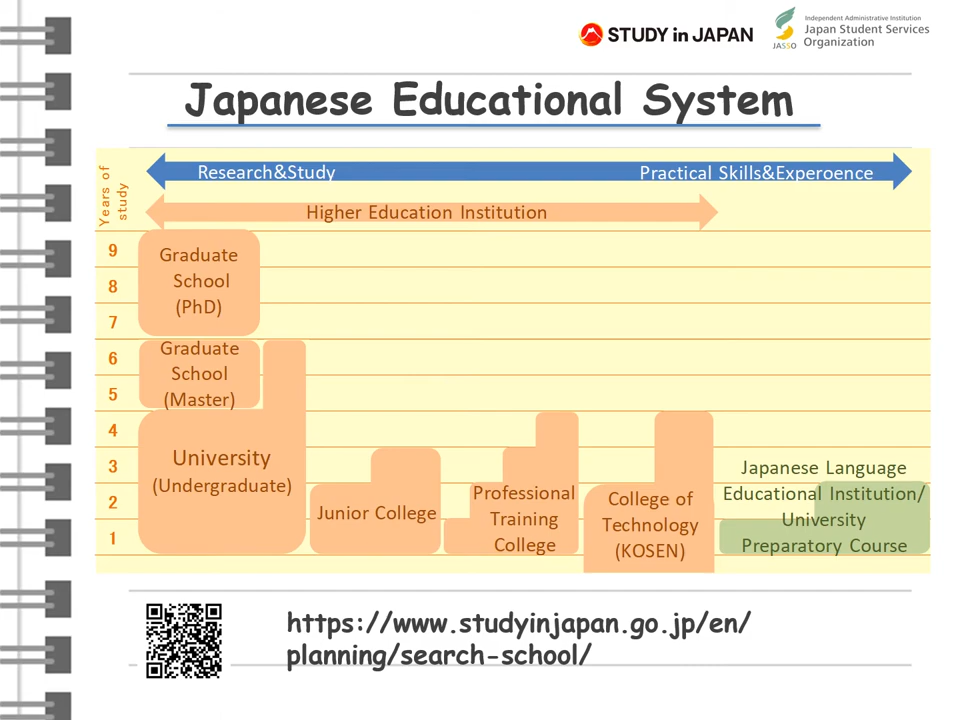 STUDY in JAPAN
Independent Administrative Institution
Japan Student Services
Organization
JASSO
Japanese Educational System
Years of
study
Research&Study
Practical Skills&Experoence
Higher Education Institution
9
8
7
6
5
4
3
2
1
Graduate
School
(PhD)
Graduate
School
(Master)
University
(Undergraduate)
Junior College
Professional
Training
College
College of
Technology
(KOSEN)
Japanese Language
Educational Institution/
University
Preparatory Course
https://www.studyinjapan.go.jp/en/
planning/search-school/